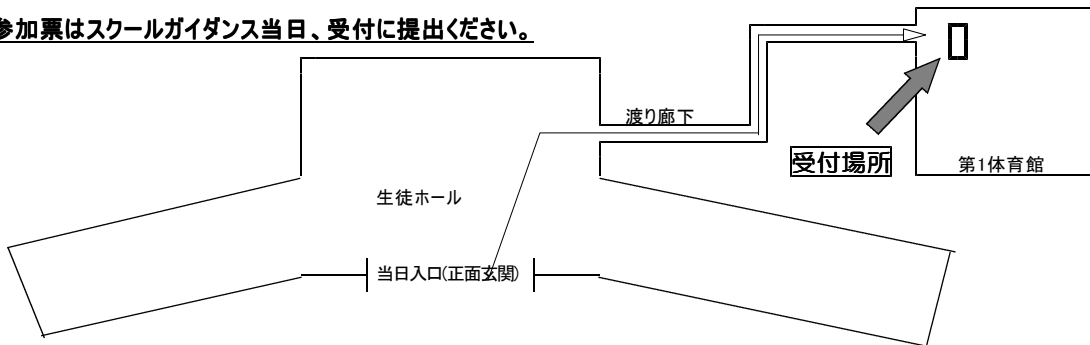 参加票はスクールガイダンス当日、受付に提出ください。
渡り廊下
受付場所
第1体育館
生徒ホール
当日入口(正面玄関)